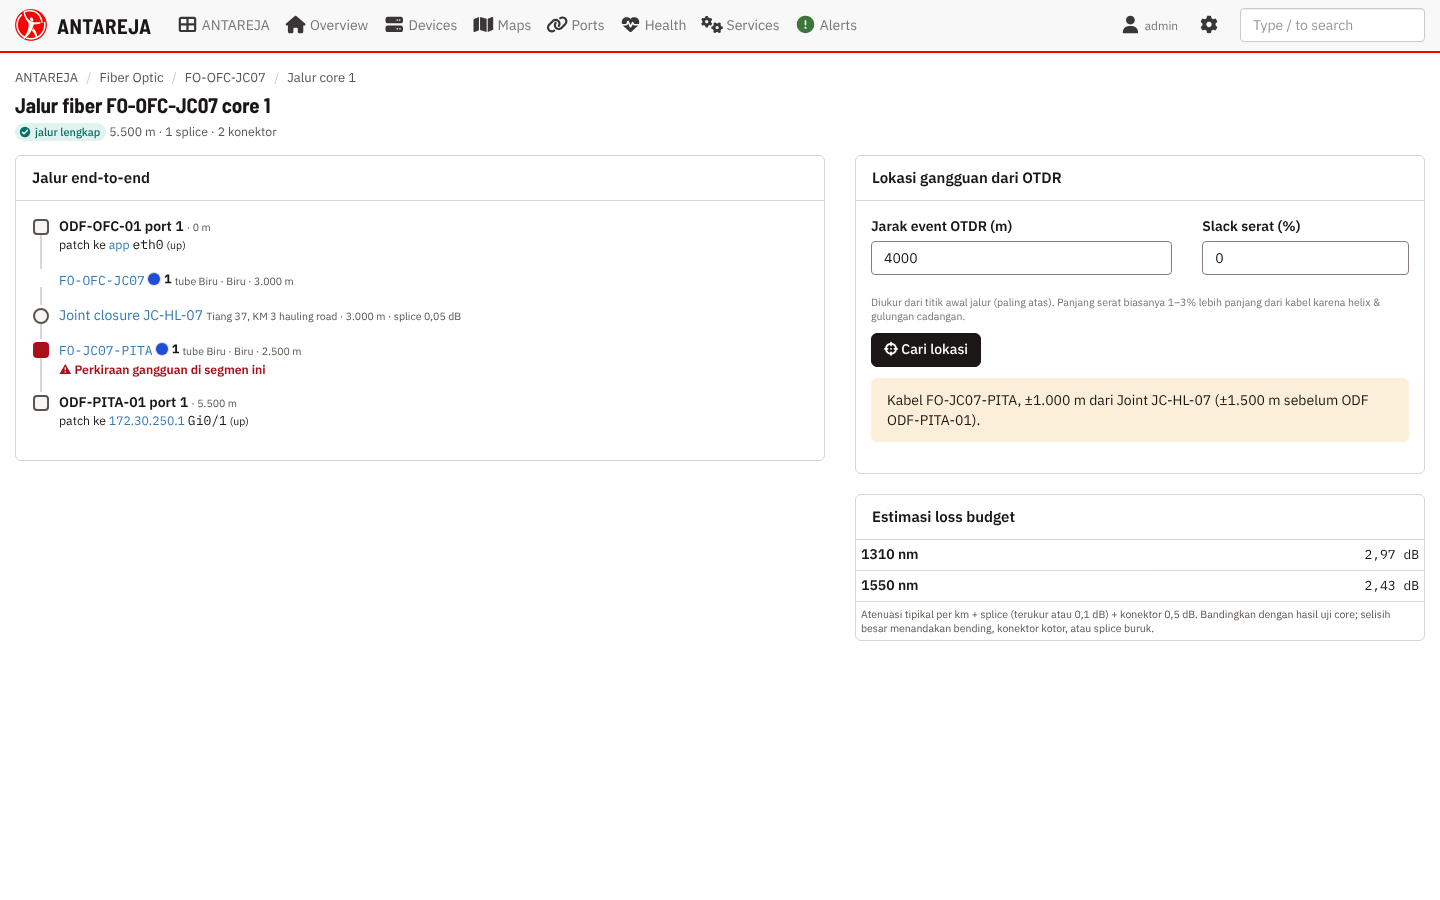 ANTAREJA
ANTAREJA Overview Devices Maps Ports Health Services Alerts
admin
Type / to search
ANTAREJA / Fiber Optic / FO-OFC-JC07 / Jalur core 1
Jalur fiber FO-OFC-JC07 core 1
jalur lengkap 5.500 m · 1 splice · 2 konektor
Jalur end-to-end
ODF-OFC-01 port 1 · 0 m
patch ke app eth0 (up)
FO-OFC-JC07 1 tube Biru · Biru · 3.000 m
Joint closure JC-HL-07 Tiang 37, KM 3 hauling road · 3.000 m · splice 0,05 dB
FO-JC07-PITA 1 tube Biru · Biru · 2.500 m
Perkiraan gangguan di segmen ini
ODF-PITA-01 port 1 · 5.500 m
patch ke 172.30.250.1 Gi0/1 (up)
Lokasi gangguan dari OTDR
Jarak event OTDR (m) Slack serat (%)
4000 0
Diukur dari titik awal jalur (paling atas). Panjang serat biasanya 1–3% lebih panjang dari kabel karena helix &
gulungan cadangan.
Cari lokasi
Kabel FO-JC07-PITA, ±1.000 m dari Joint JC-HL-07 (±1.500 m sebelum ODF
ODF-PITA-01).
Estimasi loss budget
1310 nm 2,97 dB
1550 nm 2,43 dB
Atenuasi tipikal per km + splice (terukur atau 0,1 dB) + konektor 0,5 dB. Bandingkan dengan hasil uji core; selisih
besar menandakan bending, konektor kotor, atau splice buruk.